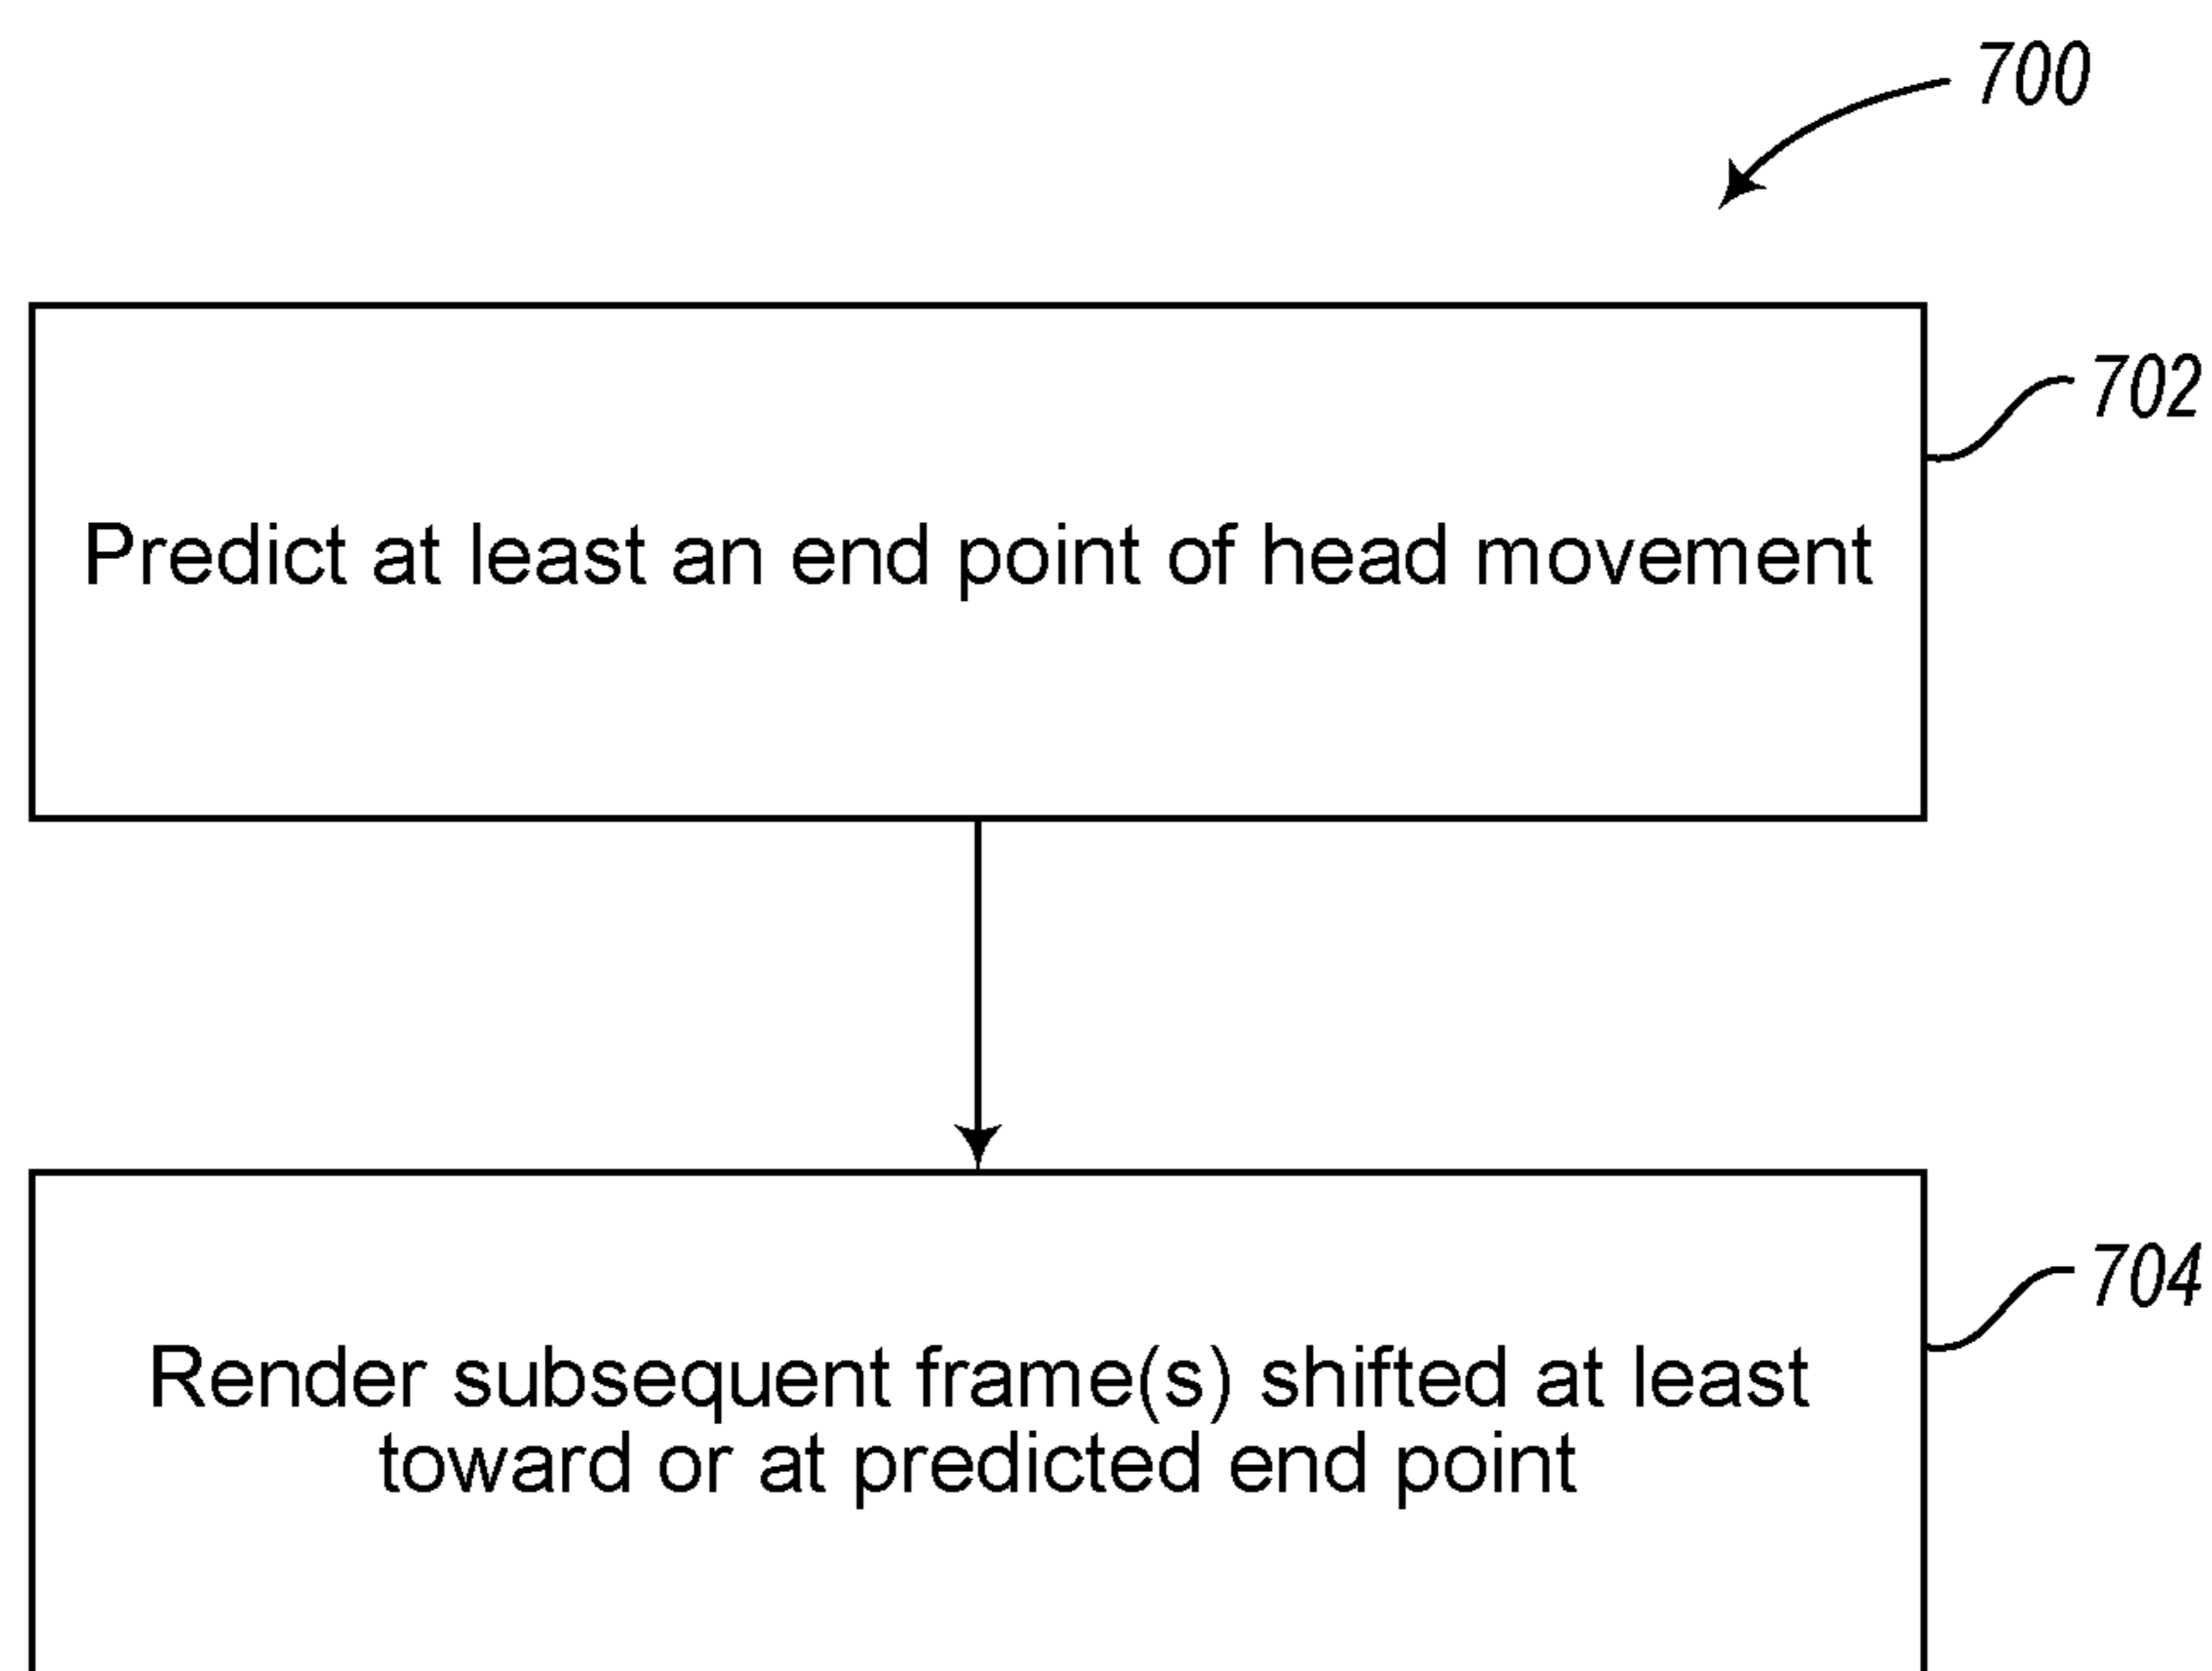 700
702
Predict at least an end point of head movement
704
Render subsequent frame(s) shifted at least
toward or at predicted end point